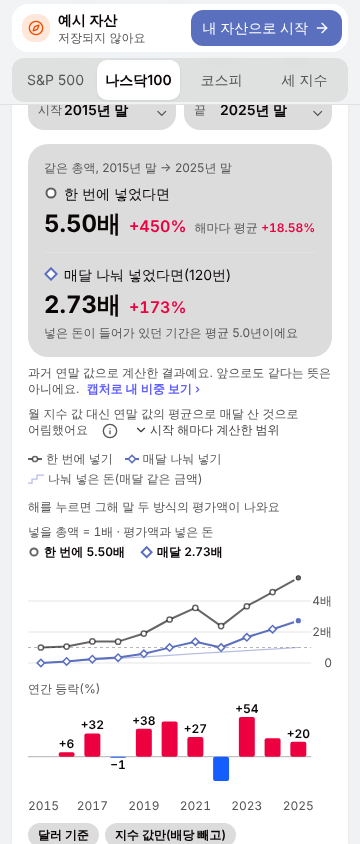 예시 자산
저장되지 않아요
내 자산으로 시작 →
S&P 500 나스닥100 코스피 세 지수
시작 2015년 말 끝 2025년 말
같은 총액, 2015년 말 → 2025년 말
한 번에 넣었다면
5.50배 +450% 해마다 평균 +18.58%
매달 나눠 넣었다면(120번)
2.73배 +173%
넣은 돈이 들어가 있던 기간은 평균 5.0년이에요
과거 연말 값으로 계산한 결과예요. 앞으로도 같다는 뜻은
아니에요. 캡처로 내 비중 보기 ›
월 지수 값 대신 연말 값의 평균으로 매달 산 것으로
어림했어요 시작 해마다 계산한 범위
한 번에 넣기 매달 나눠 넣기
나눠 넣은 돈(매달 같은 금액)
해를 누르면 그해 말 두 방식의 평가액이 나와요
넣을 총액 = 1배 · 평가액과 넣은 돈
한 번에 5.50배 매달 2.73배
4배
2배
0
연간 등락(%)
+6 +32 −1 +38 +27 +54 +20
2015 2017 2019 2021 2023 2025
달러 기준 지수 값만(배당 빼고)